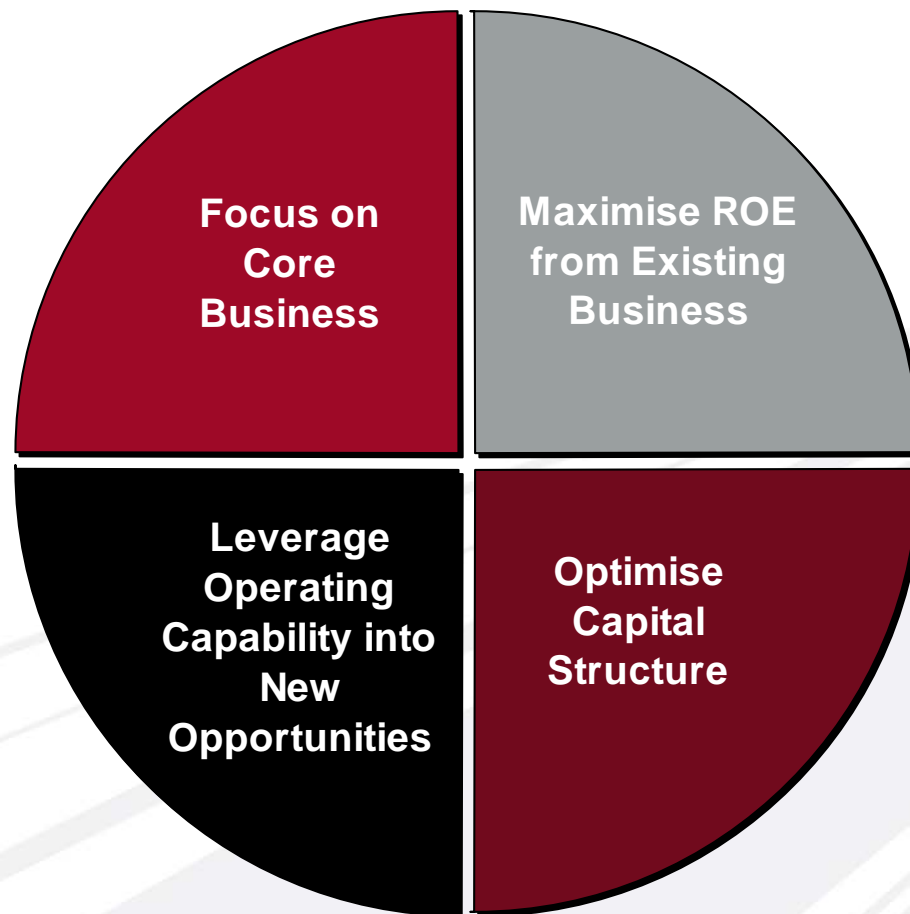 Focus on
Core
Business
Maximise ROE
from Existing
Business
Leverage
Operating
Capability into
New
Opportunities
Optimise
Capital
Structure